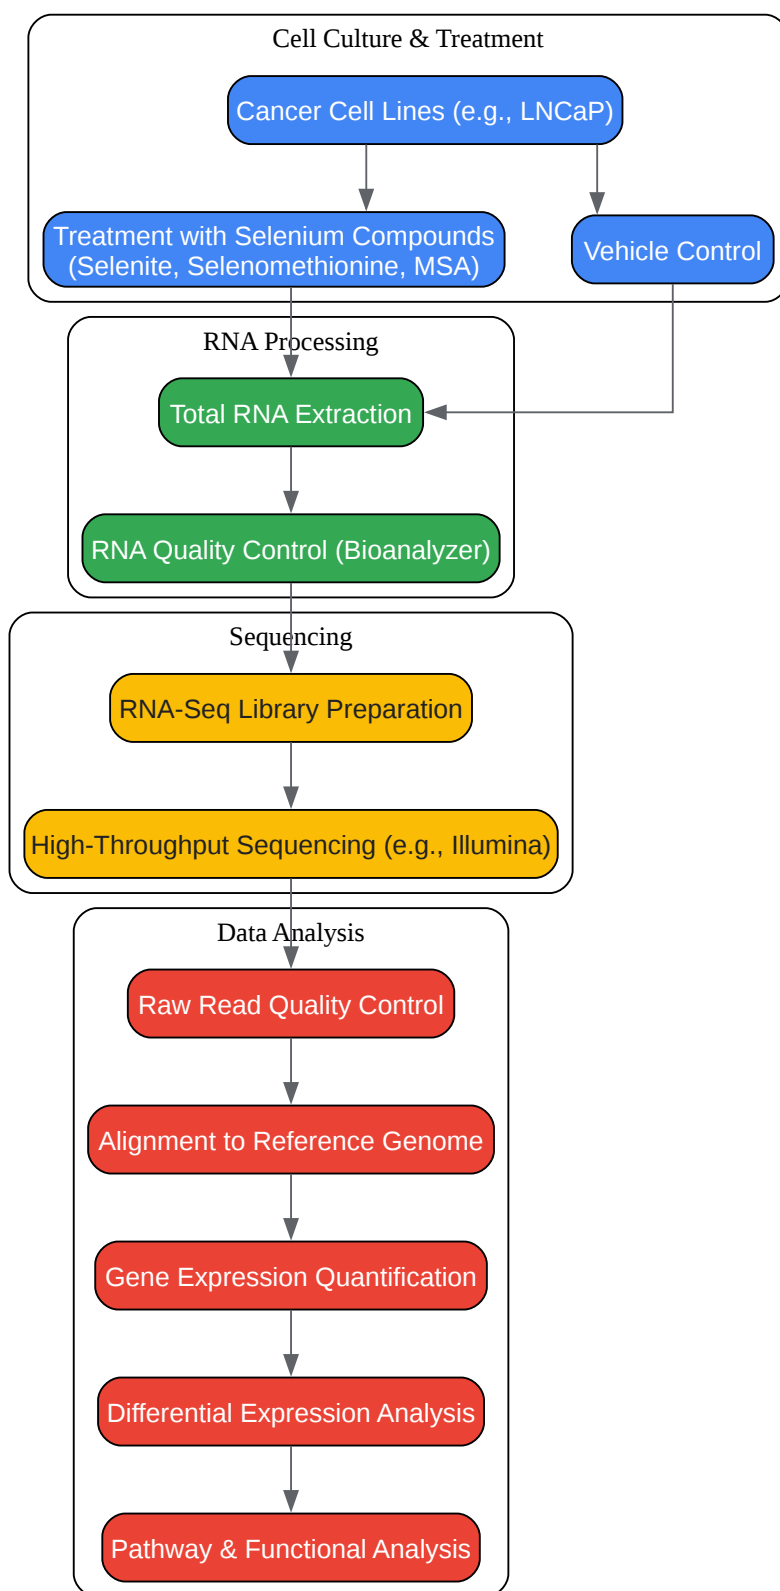 Cell Culture & Treatment
Cancer Cell Lines (e.g., LNCaP)
Treatment with Selenium Compounds
(Selenite, Selenomethionine, MSA)
Vehicle Control
RNA Processing
Total RNA Extraction
RNA Quality Control (Bioanalyzer)
Sequencing
RNA-Seq Library Preparation
High-Throughput Sequencing (e.g., Illumina)
Data Analysis
Raw Read Quality Control
Alignment to Reference Genome
Gene Expression Quantification
Differential Expression Analysis
Pathway & Functional Analysis